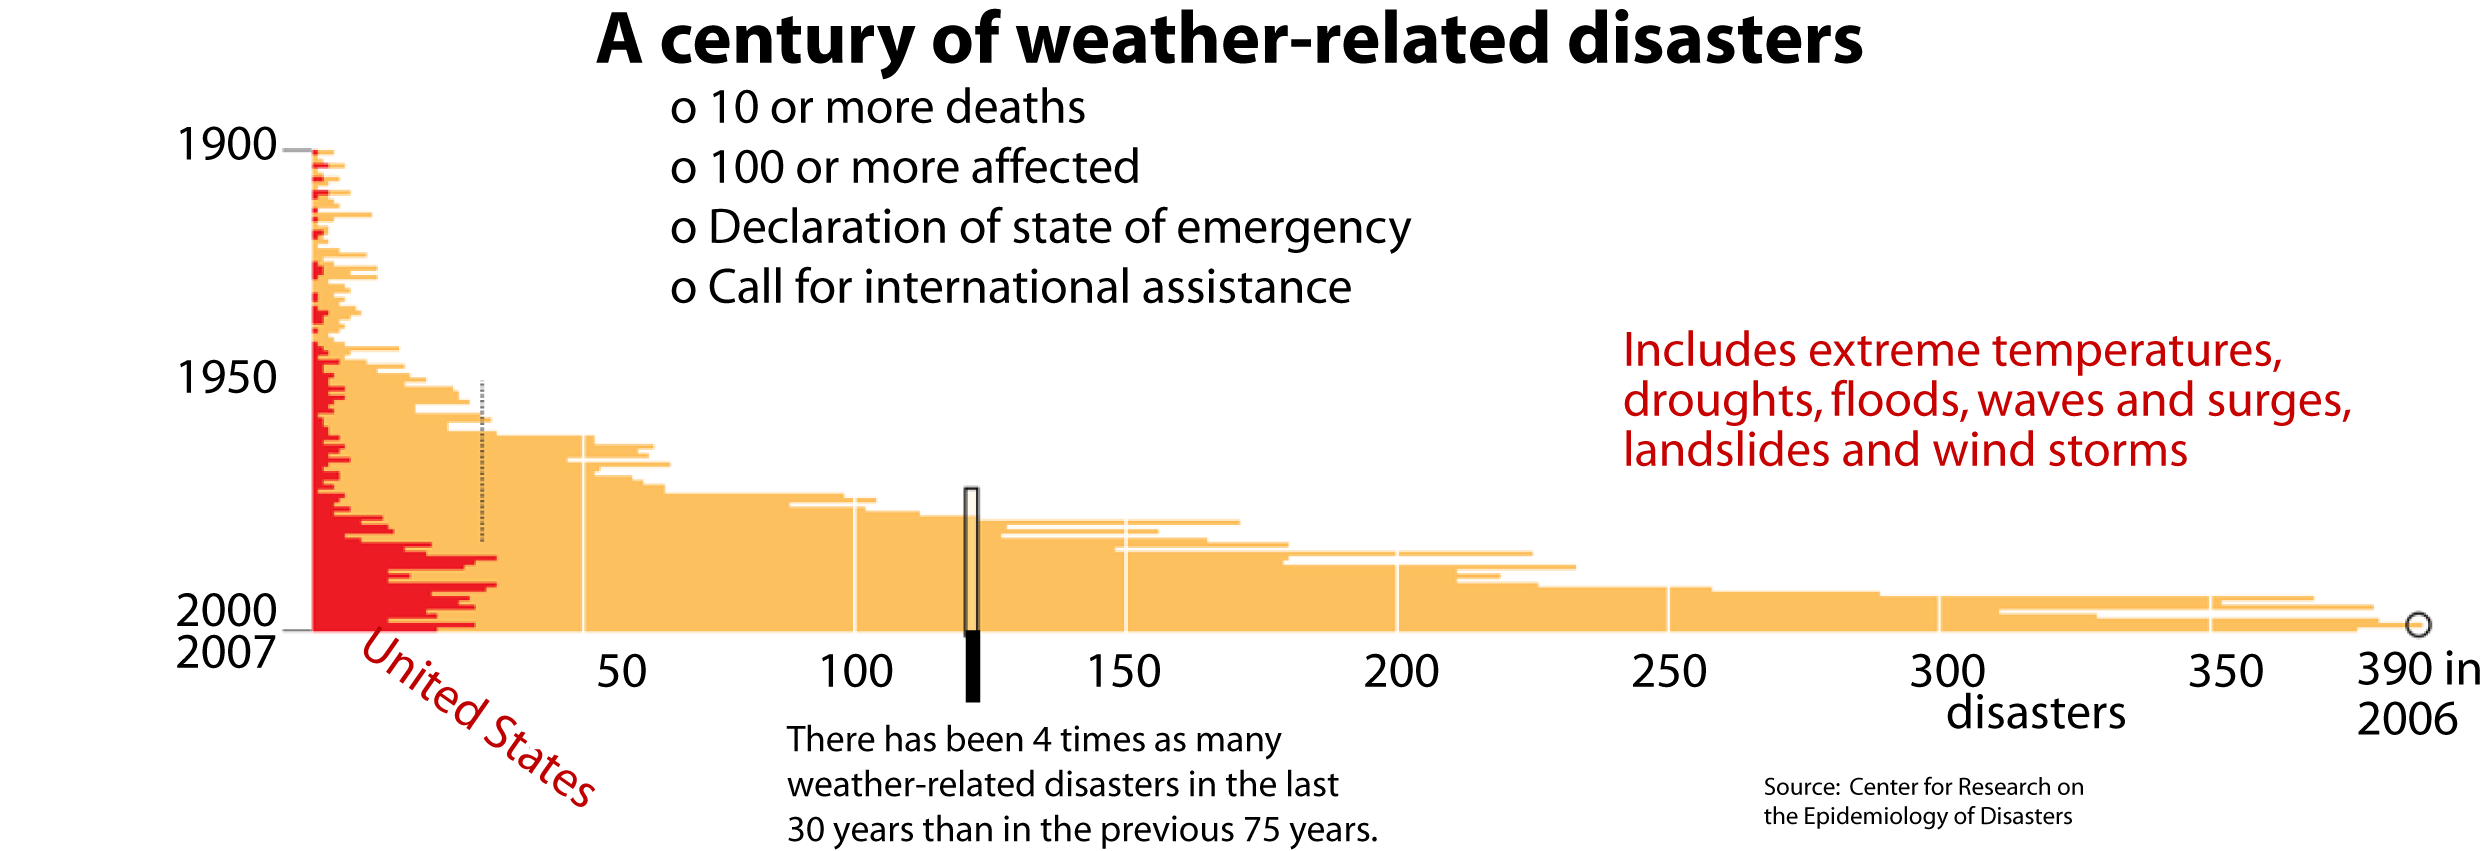 A century of weather-related disasters
o 10 or more deaths
o 100 or more affected
o Declaration of state of emergency
o Call for international assistance
1900
1950
2000
2007
Includes extreme temperatures,
droughts, floods, waves and surges,
landslides and wind storms
United States
50
100
150
200
250
300
350
390 in
2006
disasters
There has been 4 times as many
weather-related disasters in the last
30 years than in the previous 75 years.
Source: Center for Research on
the Epidemiology of Disasters